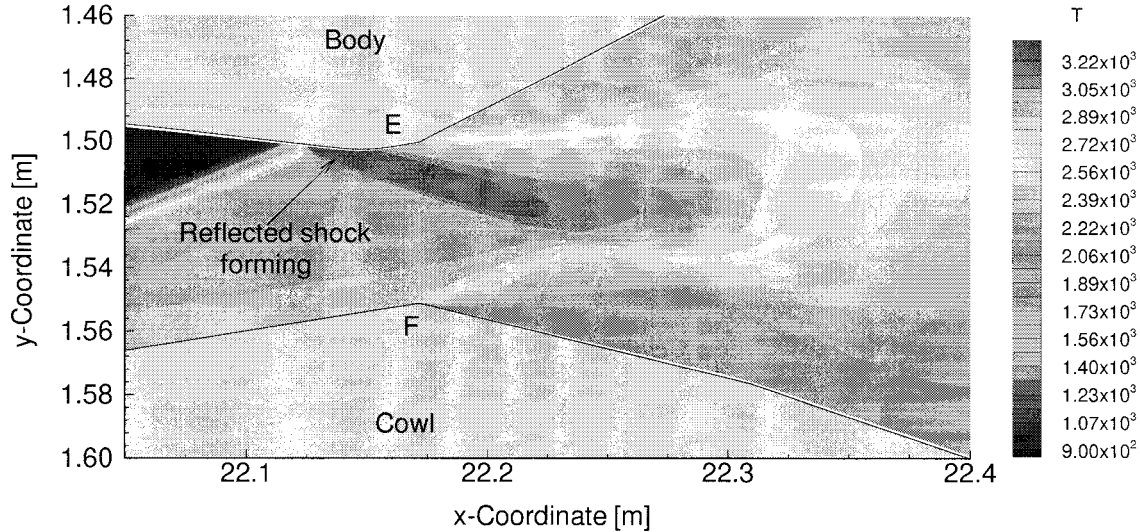 1.46
1.48
1.50
1.52
1.54
1.56
1.58
1.60
y-Coordinate [m]
22.1
22.2
22.3
22.4
x-Coordinate [m]
Body
E
Reflected shock
forming
F
Cowl
T
3.22x10³
3.05x10³
2.89x10³
2.72x10³
2.56x10³
2.39x10³
2.22x10³
2.06x10³
1.89x10³
1.73x10³
1.56x10³
1.40x10³
1.23x10³
1.07x10³
9.00x10²